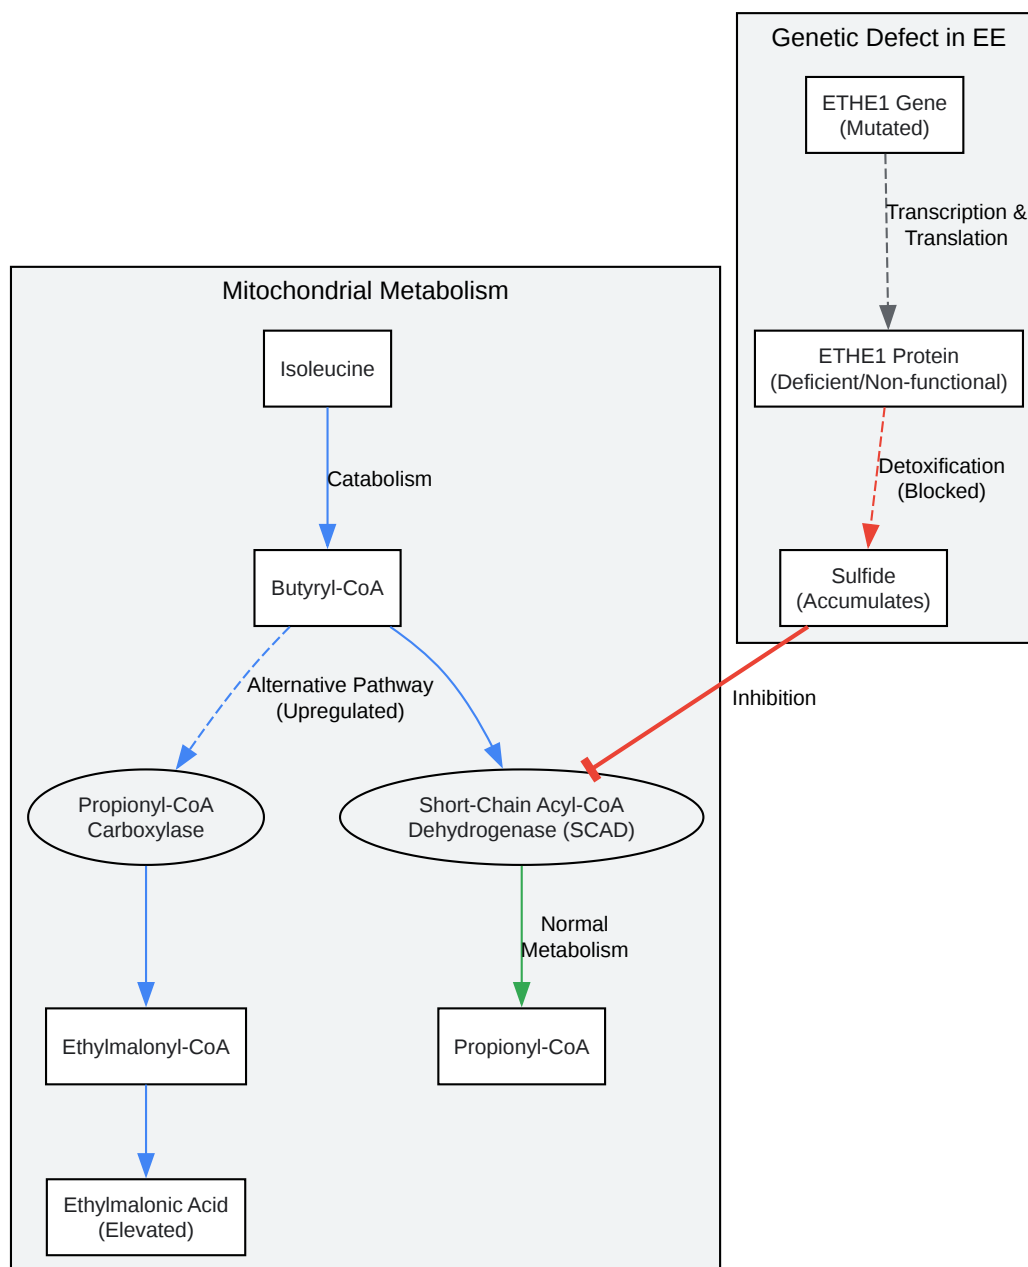 Genetic Defect in EE
ETHE1 Gene
(Mutated)
Transcription &
Translation
ETHE1 Protein
(Deficient/Non-functional)
Detoxification
(Blocked)
Sulfide
(Accumulates)
Inhibition
Mitochondrial Metabolism
Isoleucine
Catabolism
Butyryl-CoA
Alternative Pathway
(Upregulated)
Propionyl-CoA
Carboxylase
Short-Chain Acyl-CoA
Dehydrogenase (SCAD)
Normal
Metabolism
Ethylmalonyl-CoA
Propionyl-CoA
Ethylmalonic Acid
(Elevated)